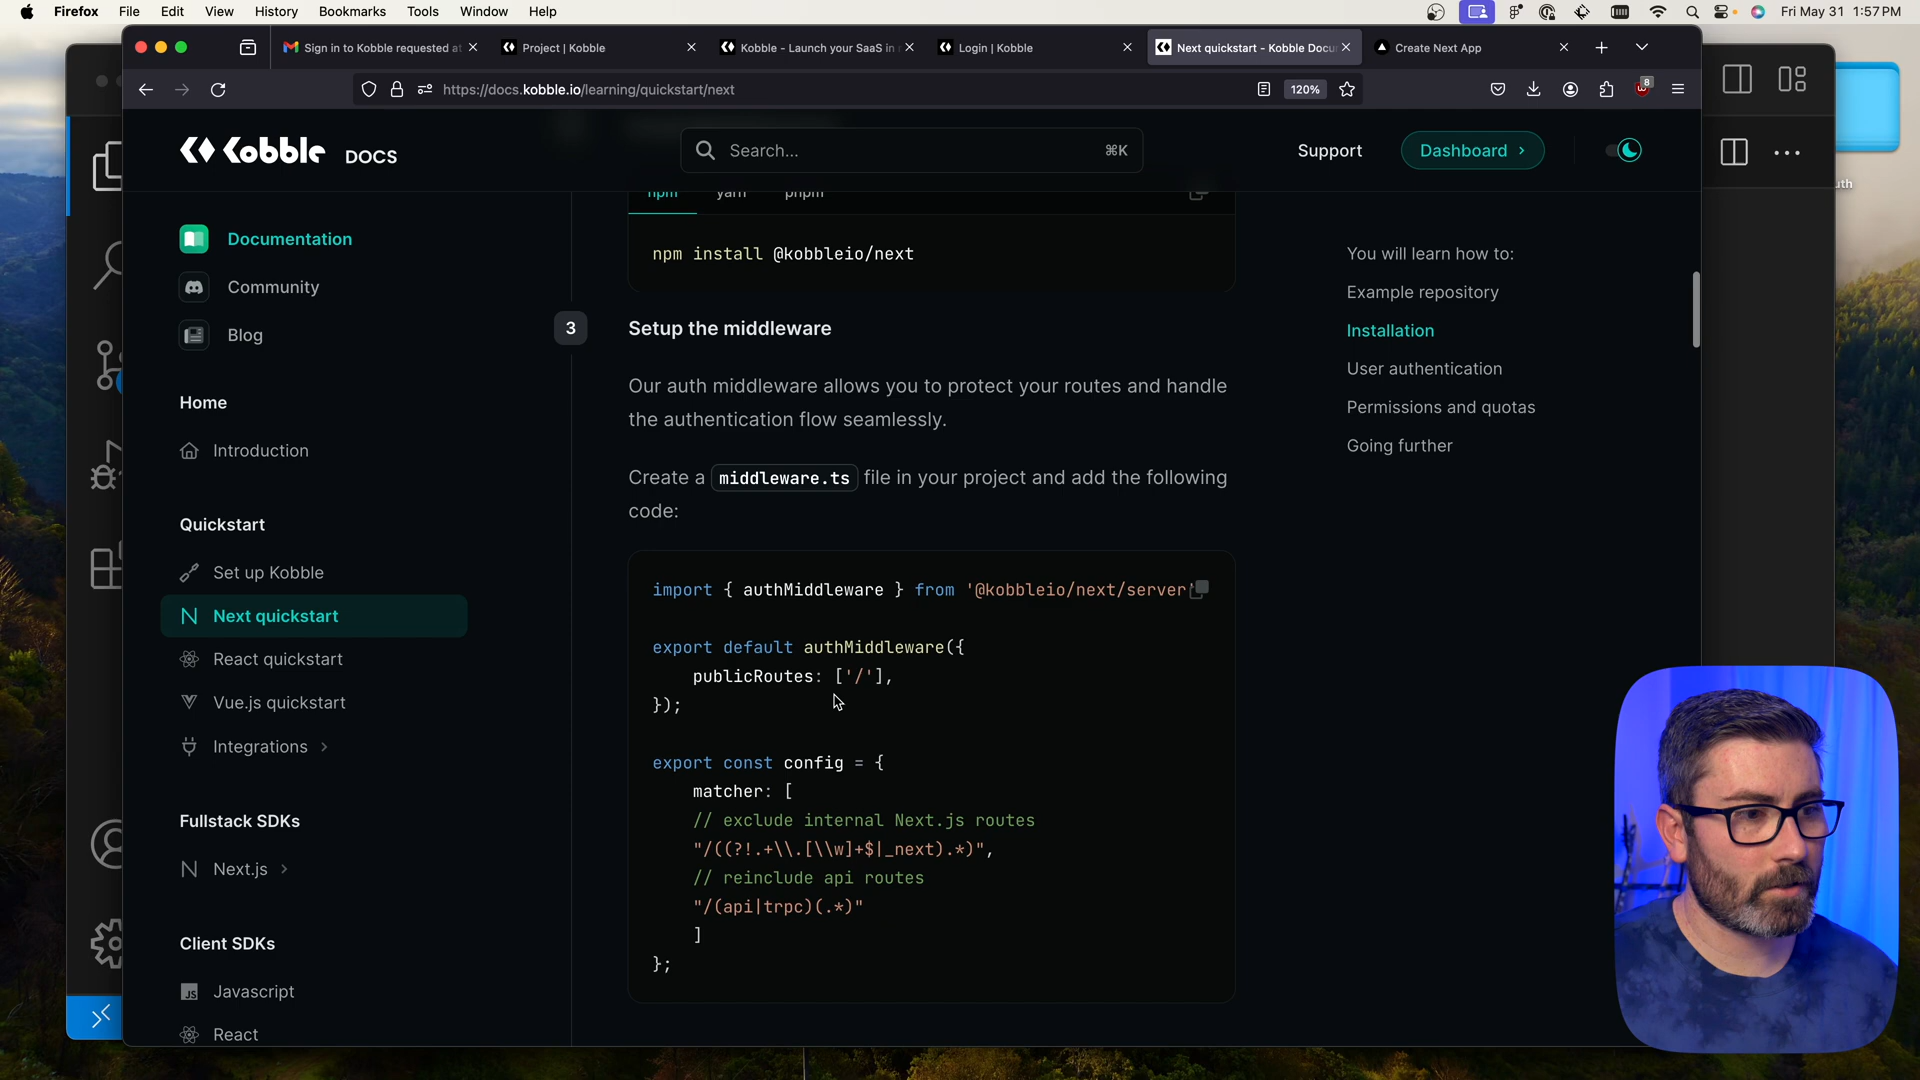 Firefox File Edit View History Bookmarks Tools Window Help
Fri May 31 1:57 PM
Sign in to Kobble requested at
Project | Kobble
Kobble - Launch your SaaS in
Login | Kobble
Next quickstart - Kobble Docu
Create Next App
https://docs.kobble.io/learning/quickstart/next
120%
8
Kobble DOCS
Search...
⌘K
Support
Dashboard
uth
Documentation
Community
Blog
Home
Introduction
Quickstart
Set up Kobble
Next quickstart
React quickstart
Vue.js quickstart
Integrations
Fullstack SDKs
Next.js
Client SDKs
Javascript
React
npm yarn pnpm
npm install @kobbleio/next
3
Setup the middleware
Our auth middleware allows you to protect your routes and handle
the authentication flow seamlessly.
Create a middleware.ts file in your project and add the following
code:
import { authMiddleware } from '@kobbleio/next/server'
export default authMiddleware({
publicRoutes: ['/'],
});
export const config = {
matcher: [
// exclude internal Next.js routes
"/((?!.+\\.[\\w]+$|_next).*)",
// reinclude api routes
"/(api|trpc)(.*)"
]
};
You will learn how to:
Example repository
Installation
User authentication
Permissions and quotas
Going further